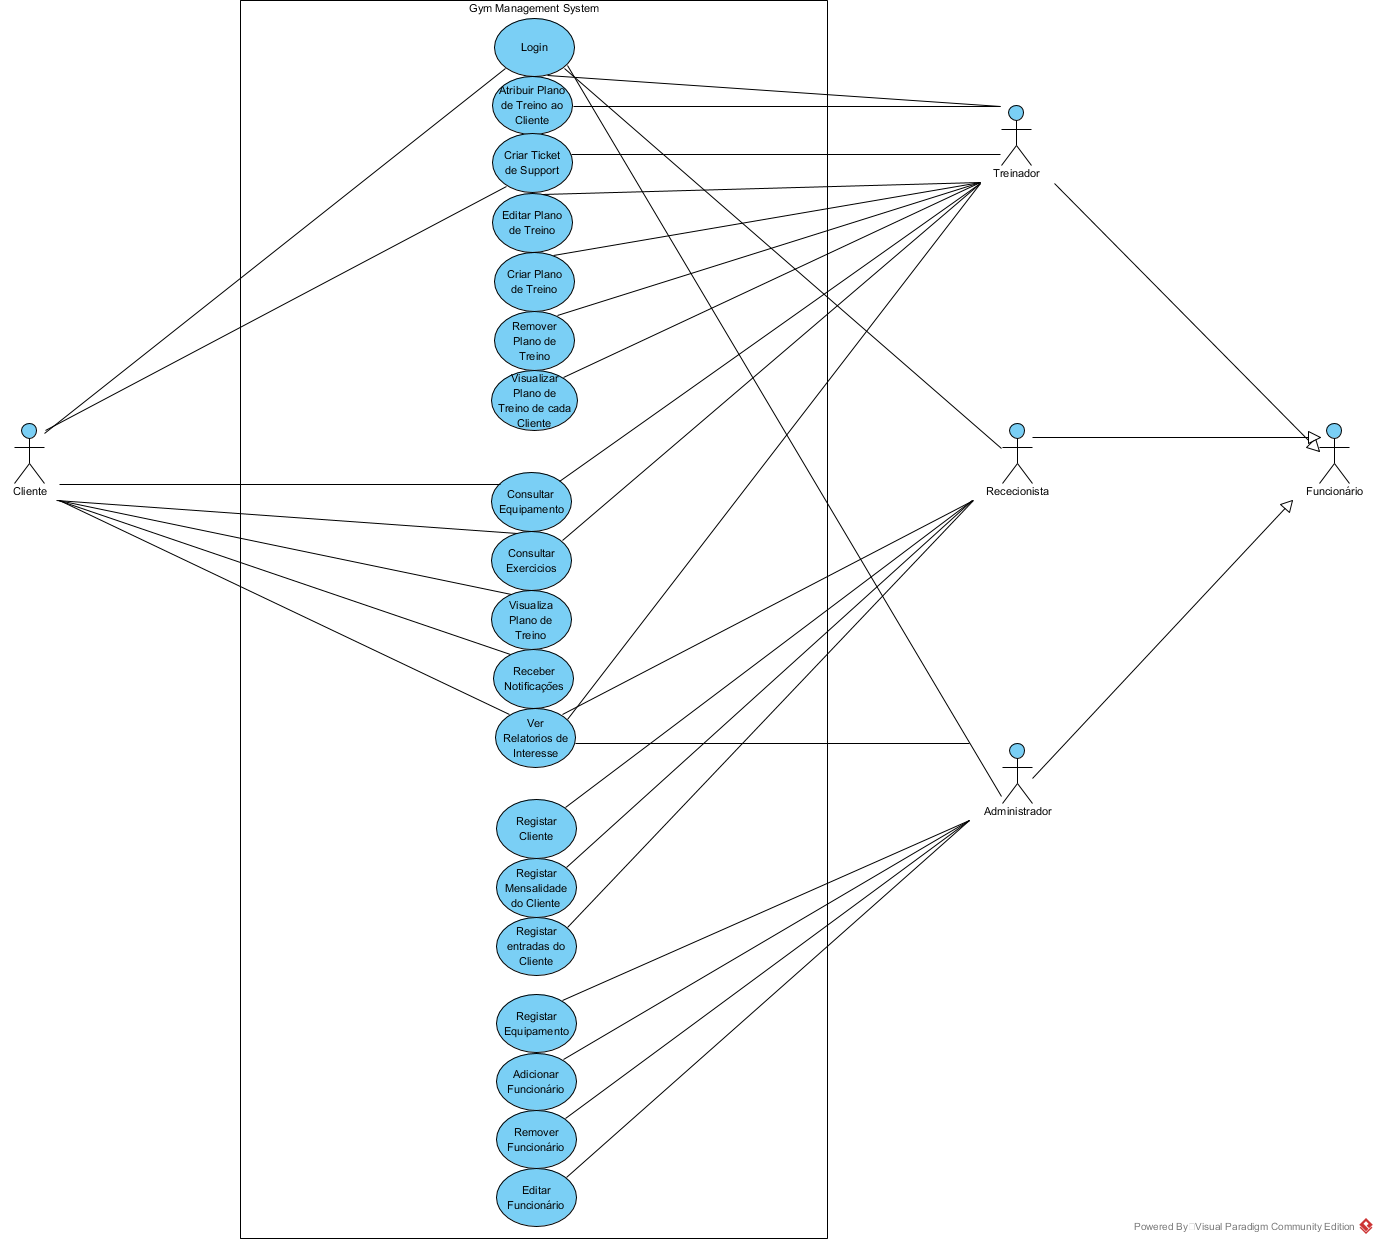 Gym Management System
Login
Atribuir Plano
de Treino ao
Cliente
Criar Ticket
de Support
Treinador
Editar Plano
de Treino
Criar Plano
de Treino
Remover
Plano de
Treino
Visualizar
Plano de
Treino de cada
Cliente
Cliente
Rececionista
Funcionário
Consultar
Equipamento
Consultar
Exercicios
Visualiza
Plano de
Treino
Receber
Notificações
Ver
Relatorios de
Interesse
Administrador
Registar
Cliente
Registar
Mensalidade
do Cliente
Registar
entradas do
Cliente
Registar
Equipamento
Adicionar
Funcionário
Remover
Funcionário
Editar
Funcionário
Powered By Visual Paradigm Community Edition